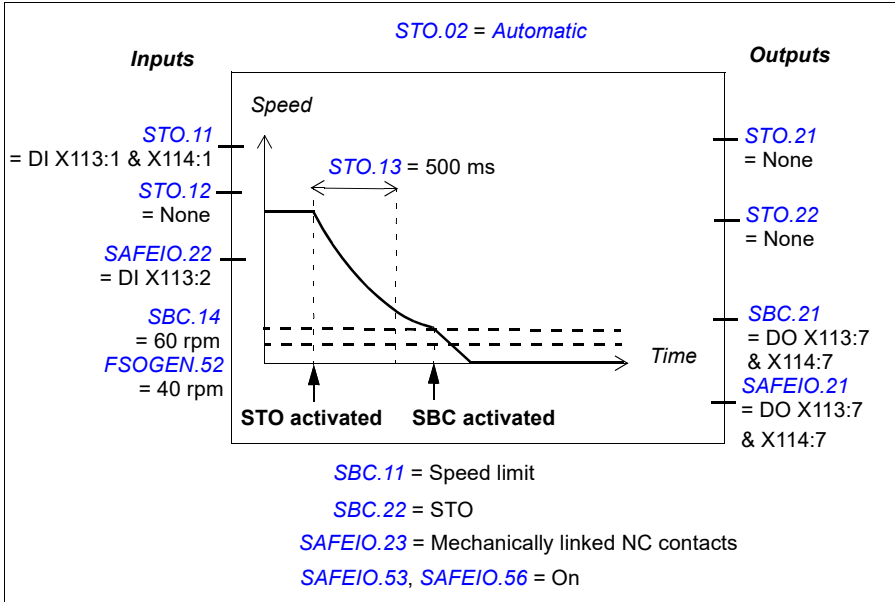 STO.02 = Automatic
Inputs
Outputs
Speed
STO.11
= DI X113:1 & X114:1
STO.13 = 500 ms
STO.21
= None
STO.12
= None
STO.22
= None
SAFEIO.22
= DI X113:2
SBC.14
= 60 rpm
SBC.21
= DO X113:7
& X114:7
Time
FSOGEN.52
= 40 rpm
SAFEIO.21
= DO X113:7
& X114:7
STO activated
SBC activated
SBC.11 = Speed limit
SBC.22 = STO
SAFEIO.23 = Mechanically linked NC contacts
SAFEIO.53, SAFEIO.56 = On